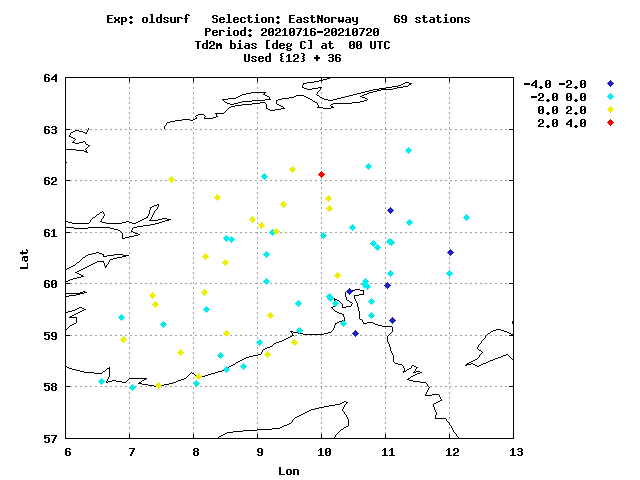 Exp: oldsurf   Selection: EastNorway     69 stations
Period: 20210716-20210720
Td2m bias [deg C] at  00 UTC
Used {12} + 36
-4.0 -2.0
-2.0 0.0
0.0 2.0
2.0 4.0
64
63
62
61
60
59
58
57
Lat
6 7 8 9 10 11 12 13
Lon